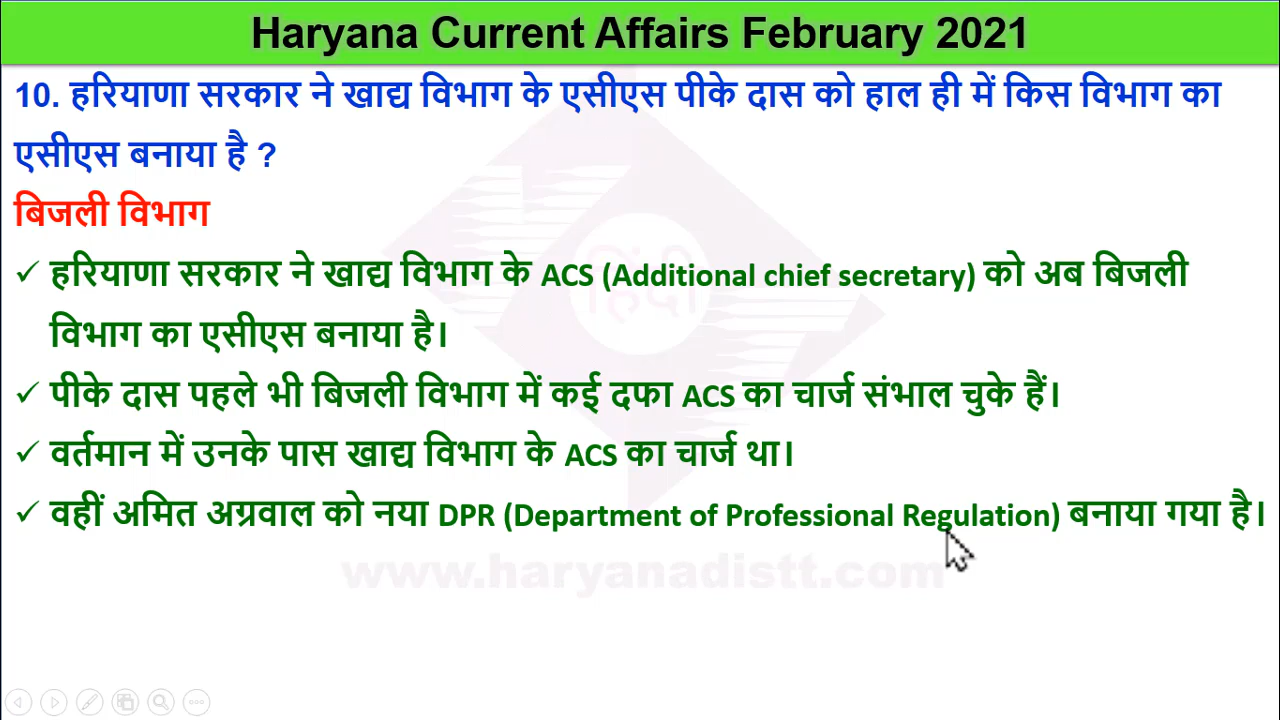 Haryana Current Affairs February 2021
10. हरियाणा सरकार ने खाद्य विभाग के एसीएस पीके दास को हाल ही में किस विभाग का
एसीएस बनाया है ?
बिजली विभाग
✓ हरियाणा सरकार ने खाद्य विभाग के ACS (Additional chief secretary) को अब बिजली
विभाग का एसीएस बनाया है।
✓ पीके दास पहले भी बिजली विभाग में कई दफा ACS का चार्ज संभाल चुके हैं।
✓ वर्तमान में उनके पास खाद्य विभाग के ACS का चार्ज था।
✓ वहीं अमित अग्रवाल को नया DPR (Department of Professional Regulation) बनाया गया है।
हिंदी
www.haryanadistt.com